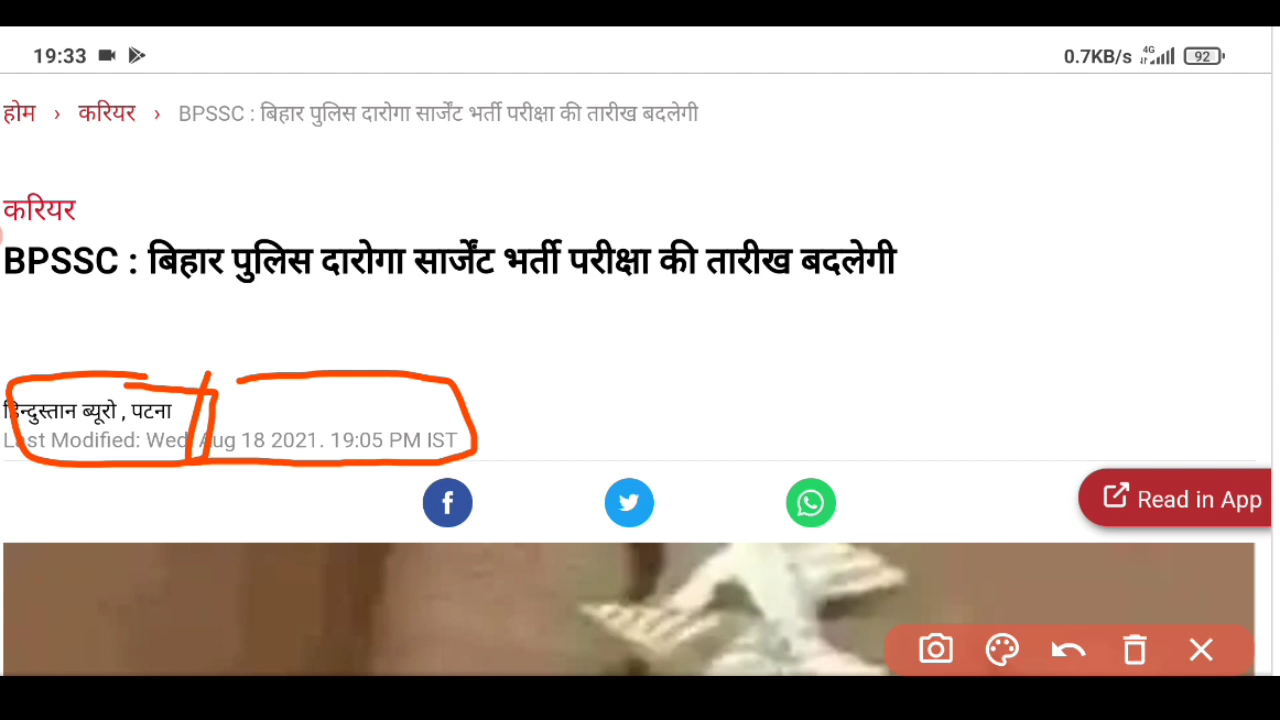 19:33 0.7KB/s 4G 92
होम › करियर › BPSSC : बिहार पुलिस दारोगा सार्जेंट भर्ती परीक्षा की तारीख बदलेगी
करियर
BPSSC : बिहार पुलिस दारोगा सार्जेंट भर्ती परीक्षा की तारीख बदलेगी
हिन्दुस्तान ब्यूरो , पटना
Last Modified: Wed, Aug 18 2021. 19:05 PM IST
Read in App